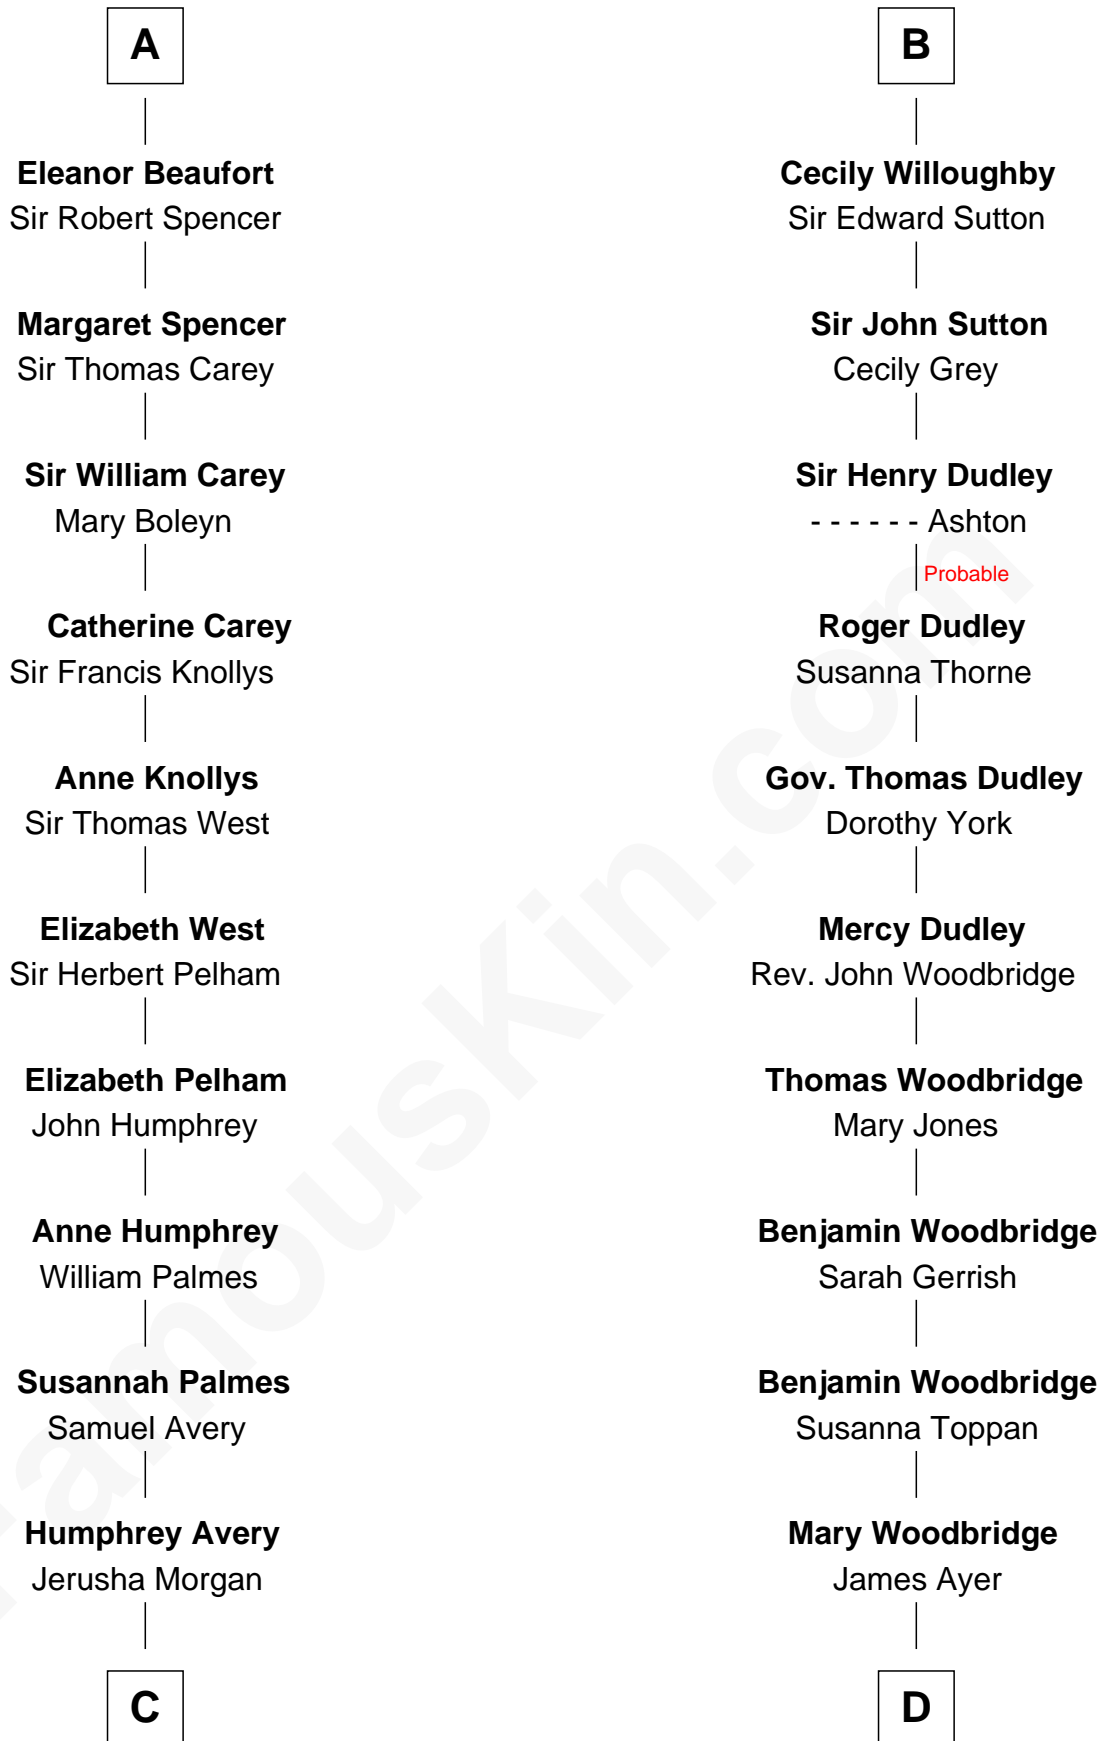 A
Eleanor Beaufort
Sir Robert Spencer
Margaret Spencer
Sir Thomas Carey
Sir William Carey
Mary Boleyn
Catherine Carey
Sir Francis Knollys
Anne Knollys
Sir Thomas West
Elizabeth West
Sir Herbert Pelham
Elizabeth Pelham
John Humphrey
Anne Humphrey
William Palmes
Susannah Palmes
Samuel Avery
Humphrey Avery
Jerusha Morgan
C
B
Cecily Willoughby
Sir Edward Sutton
Sir John Sutton
Cecily Grey
Sir Henry Dudley
- - - - - - Ashton
Probable
Roger Dudley
Susanna Thorne
Gov. Thomas Dudley
Dorothy York
Mercy Dudley
Rev. John Woodbridge
Thomas Woodbridge
Mary Jones
Benjamin Woodbridge
Sarah Gerrish
Benjamin Woodbridge
Susanna Toppan
Mary Woodbridge
James Ayer
D
FamousKin.com